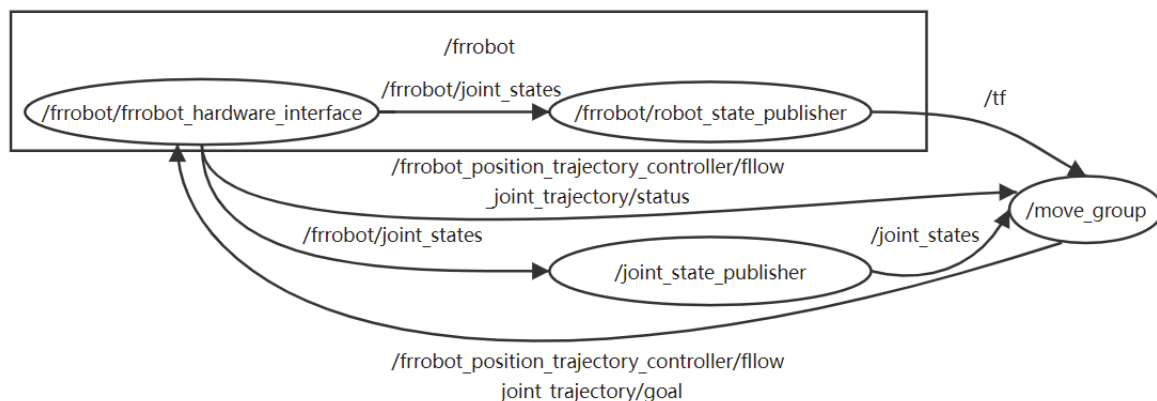 /frrobot
/frrobot/joint_states
/frrobot/frrobot_hardware_interface
/frrobot/robot_state_publisher
/tf
/frrobot_position_trajectory_controller/fllow
_joint_trajectory/status
/move_group
/frrobot/joint_states
/joint_states
/joint_state_publisher
/frrobot_position_trajectory_controller/fllow
joint_trajectory/goal